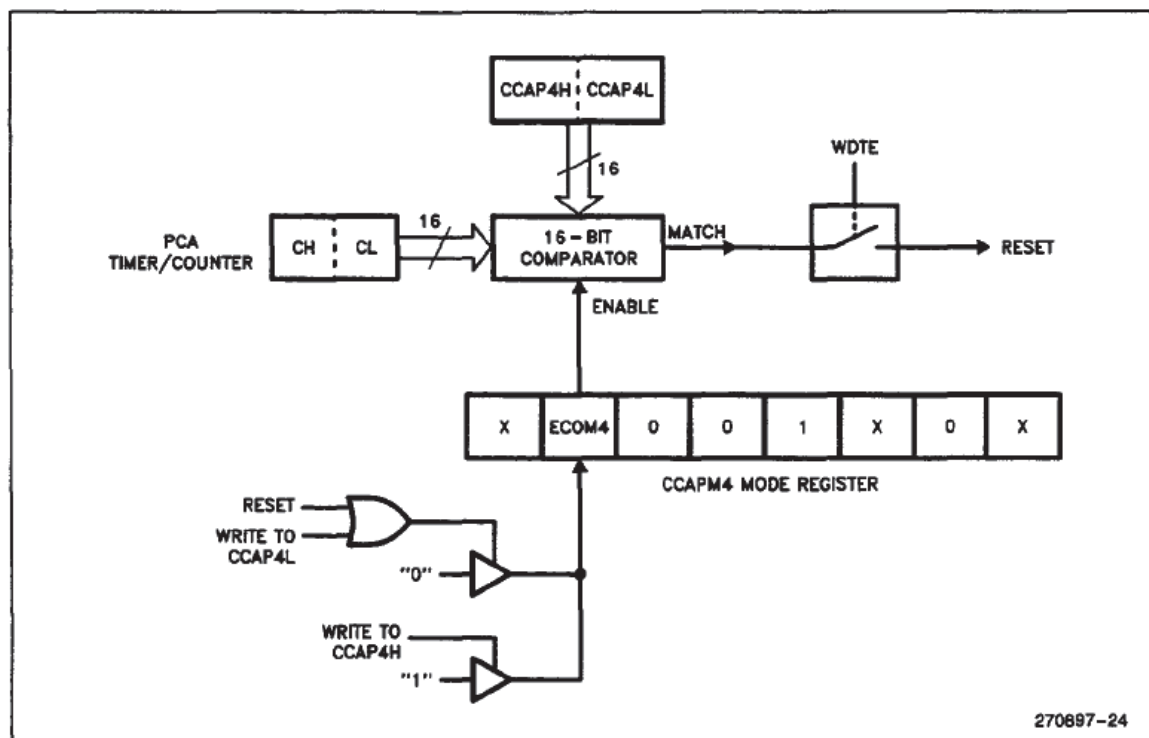 CCAP4H CCAP4L
16
WDTE
PCA
TIMER/COUNTER
CH CL
16
16-BIT
COMPARATOR
MATCH
RESET
ENABLE
X ECOM4 0 0 1 X 0 X
CCAPM4 MODE REGISTER
RESET
WRITE TO
CCAP4L
"0"
WRITE TO
CCAP4H
"1"
270897-24